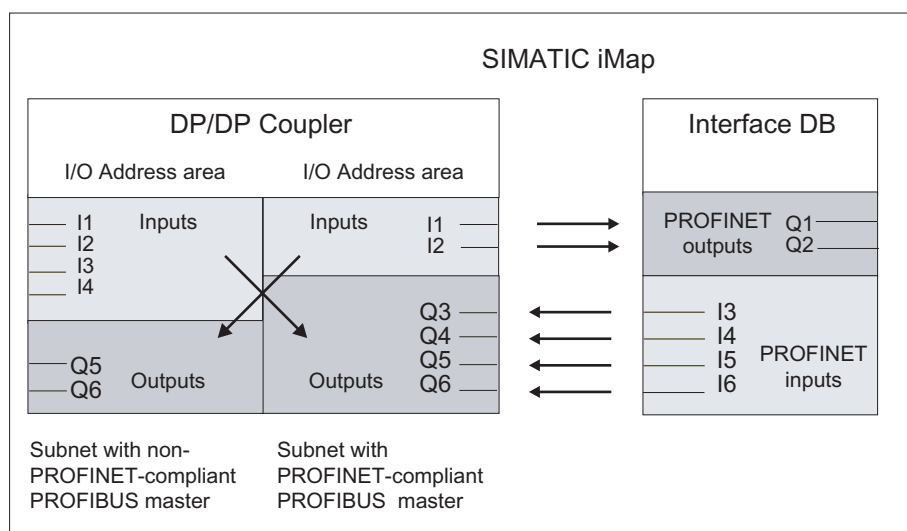 SIMATIC iMap
DP/DP Coupler
I/O Address area
I/O Address area
Inputs
I1
I2
I3
I4
Inputs
I1
I2
Q5
Q6
Outputs
Outputs
Q3
Q4
Q5
Q6
Subnet with non-
PROFINET-compliant
PROFIBUS master
Subnet with
PROFINET-compliant
PROFIBUS master
Interface DB
PROFINET
outputs
Q1
Q2
I3
I4
I5
I6
PROFINET
inputs